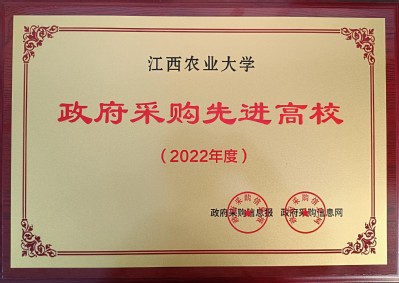 江西农业大学
政府采购先进高校
（2022年度）
政府采购信息报 政府采购信息网